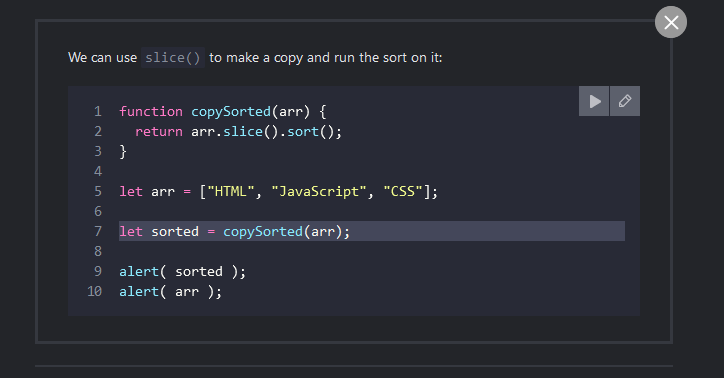 We can use slice() to make a copy and run the sort on it:
1 function copySorted(arr) {
2   return arr.slice().sort();
3 }
4
5 let arr = ["HTML", "JavaScript", "CSS"];
6
7 let sorted = copySorted(arr);
8
9 alert( sorted );
10 alert( arr );